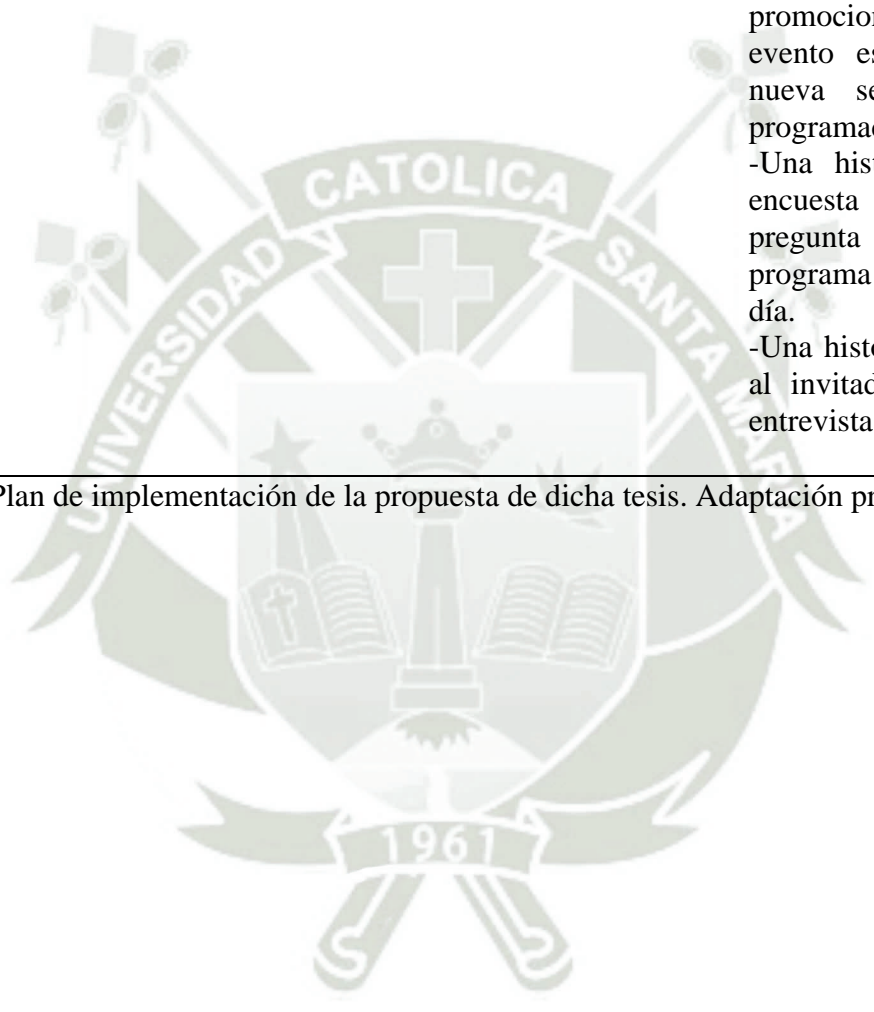 promocion
evento es
nueva se
programa
-Una hist
encuesta
pregunta
programa
día.
-Una histo
al invitad
entrevista
Plan de implementación de la propuesta de dicha tesis. Adaptación pr
UNIVERSIDAD CATOLICA SANTA MARIA
1961